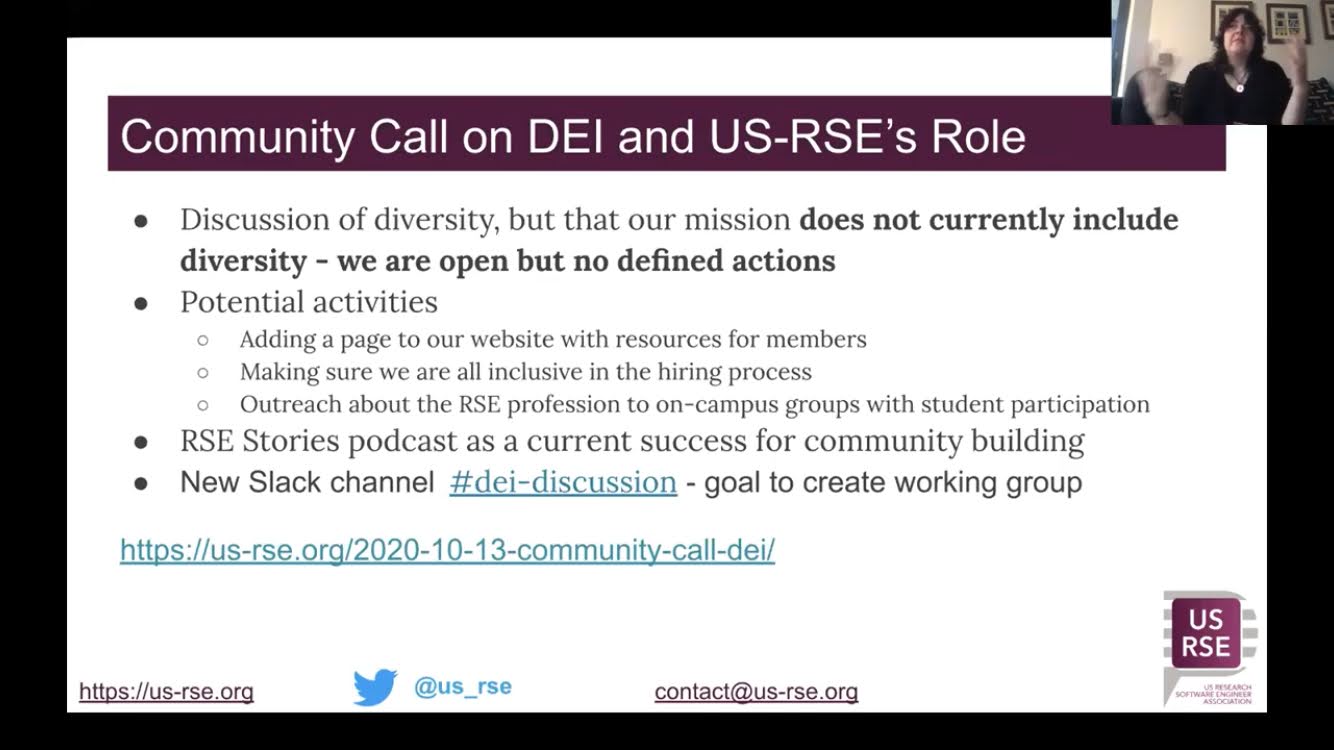 Community Call on DEI and US-RSE's Role
● Discussion of diversity, but that our mission does not currently include
diversity - we are open but no defined actions
● Potential activities
○ Adding a page to our website with resources for members
○ Making sure we are all inclusive in the hiring process
○ Outreach about the RSE profession to on-campus groups with student participation
● RSE Stories podcast as a current success for community building
● New Slack channel #dei-discussion - goal to create working group
https://us-rse.org/2020-10-13-community-call-dei/
US
RSE
US RESEARCH
SOFTWARE ENGINEER
ASSOCIATION
https://us-rse.org
@us_rse
contact@us-rse.org